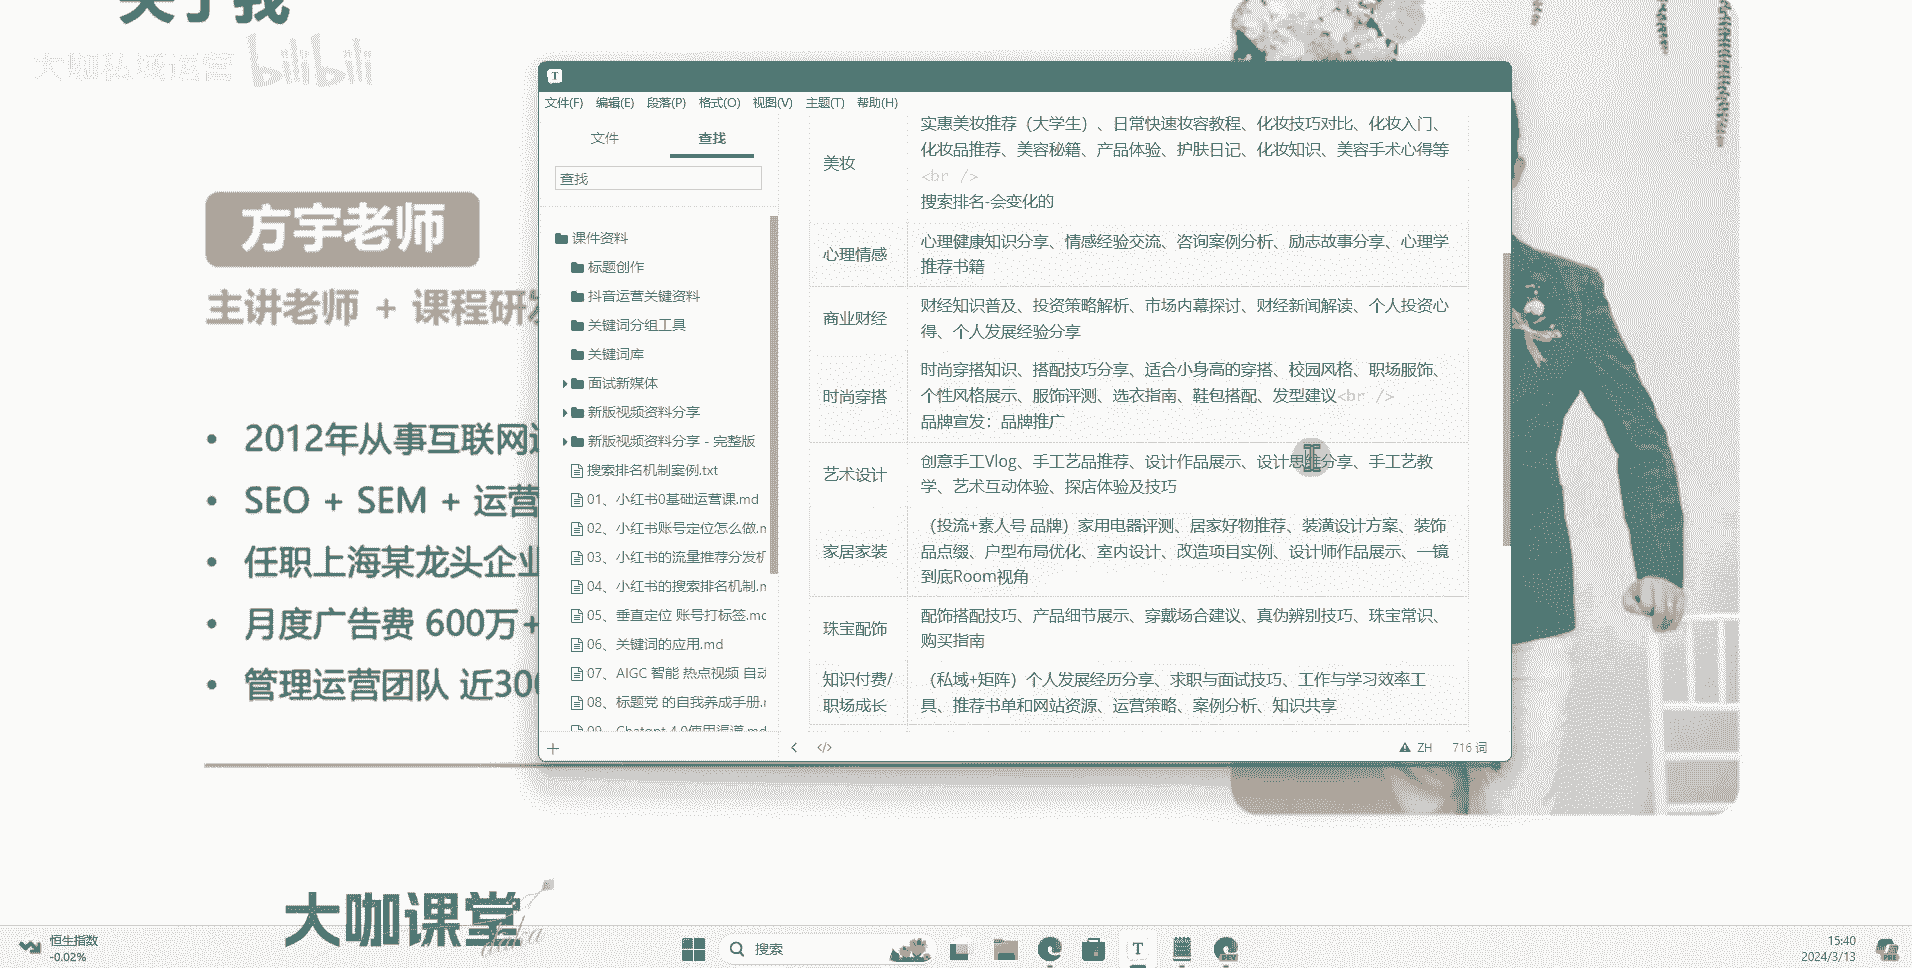 关于我
大咖私域运营 bilibili
方宇老师
主讲老师 + 课程研发
2012年从事互联网
SEO + SEM + 运营
任职上海某龙头企业
月度广告费 600万+
管理运营团队 近300
大咖课堂
daka
T
文件(F) 编辑(E) 段落(P) 格式(O) 视图(V) 主题(T) 帮助(H)
文件 查找
查找
课件资料
标题创作
抖音运营关键资料
关键词分组工具
关键词库
面试新媒体
新版视频资料分享
新版视频资料分享 - 完整版
搜索排名机制案例.txt
01、小红书0基础运营课.md
02、小红书账号定位怎么做.m
03、小红书的流量推荐分发机
04、小红书的搜索排名机制.m
05、垂直定位 账号打标签.mc
06、关键词的应用.md
07、AIGC 智能 热点视频 自动
08、标题党 的自我养成手册.r
09、Chatgpt 4.0使用渠道.md
美妆
实惠美妆推荐（大学生）、日常快速妆容教程、化妆技巧对比、化妆入门、
化妆品推荐、美容秘籍、产品体验、护肤日记、化妆知识、美容手术心得等
<br />
搜索排名-会变化的
心理情感
心理健康知识分享、情感经验交流、咨询案例分析、励志故事分享、心理学
推荐书籍
商业财经
财经知识普及、投资策略解析、市场内幕探讨、财经新闻解读、个人投资心
得、个人发展经验分享
时尚穿搭
时尚穿搭知识、搭配技巧分享、适合小身高的穿搭、校园风格、职场服饰、
个性风格展示、服饰评测、选衣指南、鞋包搭配、发型建议<br />
品牌宣发：品牌推广
艺术设计
创意手工Vlog、手工艺品推荐、设计作品展示、设计思维分享、手工艺教
学、艺术互动体验、探店体验及技巧
家居家装
（投流+素人号 品牌）家用电器评测、居家好物推荐、装潢设计方案、装饰
品点缀、户型布局优化、室内设计、改造项目实例、设计师作品展示、一镜
到底Room视角
珠宝配饰
配饰搭配技巧、产品细节展示、穿戴场合建议、真伪辨别技巧、珠宝常识、
购买指南
知识付费/
职场成长
（私域+矩阵）个人发展经历分享、求职与面试技巧、工作与学习效率工
具、推荐书单和网站资源、运营策略、案例分析、知识共享
</> ZH 716 词
恒生指数
-0.02%
搜索
T
DEV
15:40
2024/3/13
PRE